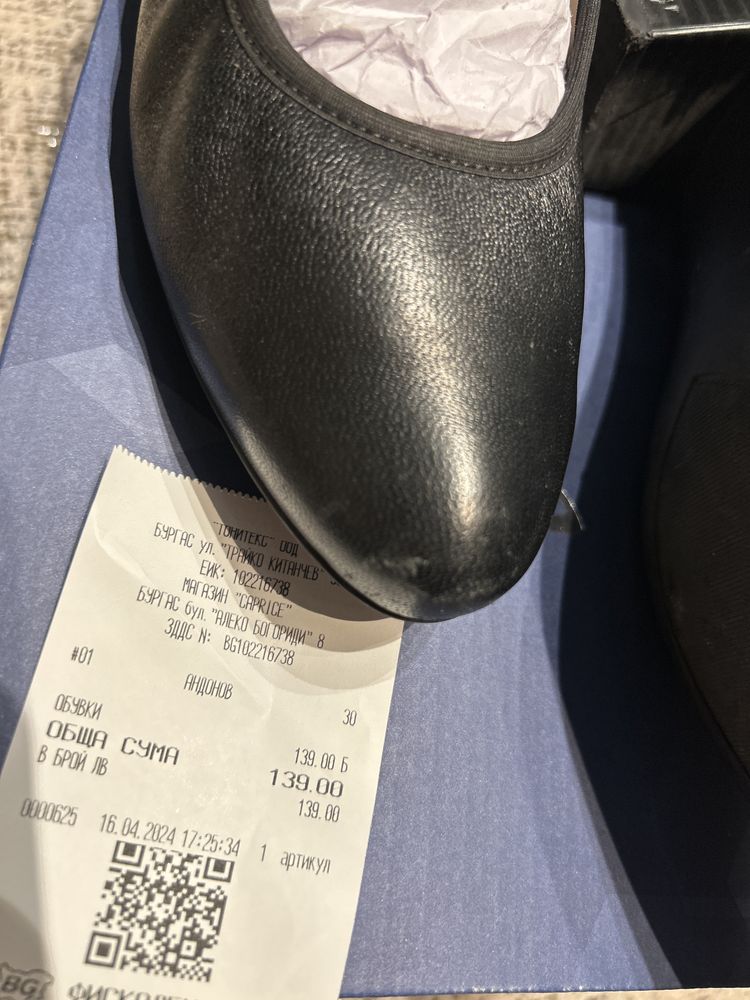 "ТОНИТЕКС" ООД
БУРГАС УЛ. "ТРАЙКО КИТАНЧЕВ"
ЕИК: 102216738
МАГАЗИН "CAPRICE"
БУРГАС бул. "АЛЕКО БОГОРИДИ" 8
ЗДДС N: BG102216738
#01 АНДОНОВ 30
ОБУВКИ 139.00 Б
ОБЩА СУМА 139.00
В БРОЙ ЛВ 139.00
0000625 16.04.2024 17:25:34 1 артикул
BG